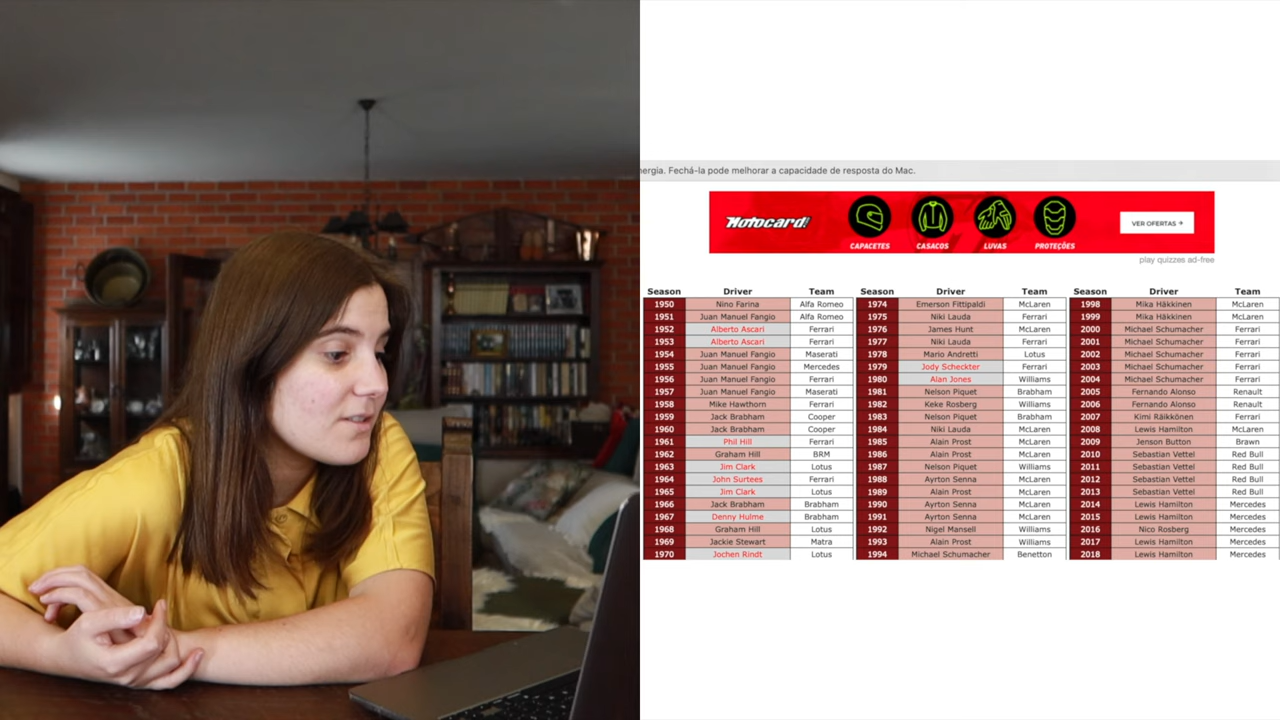 nergia. Fechá-la pode melhorar a capacidade de resposta do Mac.
Motocard
CAPACETES CASACOS LUVAS PROTEÇÕES
VER OFERTAS →
play quizzes ad-free
Season Driver Team Season Driver Team Season Driver Team
1950 Nino Farina Alfa Romeo 1974 Emerson Fittipaldi McLaren 1998 Mika Häkkinen McLaren
1951 Juan Manuel Fangio Alfa Romeo 1975 Niki Lauda Ferrari 1999 Mika Häkkinen McLaren
1952 Alberto Ascari Ferrari 1976 James Hunt McLaren 2000 Michael Schumacher Ferrari
1953 Alberto Ascari Ferrari 1977 Niki Lauda Ferrari 2001 Michael Schumacher Ferrari
1954 Juan Manuel Fangio Maserati 1978 Mario Andretti Lotus 2002 Michael Schumacher Ferrari
1955 Juan Manuel Fangio Mercedes 1979 Jody Scheckter Ferrari 2003 Michael Schumacher Ferrari
1956 Juan Manuel Fangio Ferrari 1980 Alan Jones Williams 2004 Michael Schumacher Ferrari
1957 Juan Manuel Fangio Maserati 1981 Nelson Piquet Brabham 2005 Fernando Alonso Renault
1958 Mike Hawthorn Ferrari 1982 Keke Rosberg Williams 2006 Fernando Alonso Renault
1959 Jack Brabham Cooper 1983 Nelson Piquet Brabham 2007 Kimi Räikkönen Ferrari
1960 Jack Brabham Cooper 1984 Niki Lauda McLaren 2008 Lewis Hamilton McLaren
1961 Phil Hill Ferrari 1985 Alain Prost McLaren 2009 Jenson Button Brawn
1962 Graham Hill BRM 1986 Alain Prost McLaren 2010 Sebastian Vettel Red Bull
1963 Jim Clark Lotus 1987 Nelson Piquet Williams 2011 Sebastian Vettel Red Bull
1964 John Surtees Ferrari 1988 Ayrton Senna McLaren 2012 Sebastian Vettel Red Bull
1965 Jim Clark Lotus 1989 Alain Prost McLaren 2013 Sebastian Vettel Red Bull
1966 Jack Brabham Brabham 1990 Ayrton Senna McLaren 2014 Lewis Hamilton Mercedes
1967 Denny Hulme Brabham 1991 Ayrton Senna McLaren 2015 Lewis Hamilton Mercedes
1968 Graham Hill Lotus 1992 Nigel Mansell Williams 2016 Nico Rosberg Mercedes
1969 Jackie Stewart Matra 1993 Alain Prost Williams 2017 Lewis Hamilton Mercedes
1970 Jochen Rindt Lotus 1994 Michael Schumacher Benetton 2018 Lewis Hamilton Mercedes